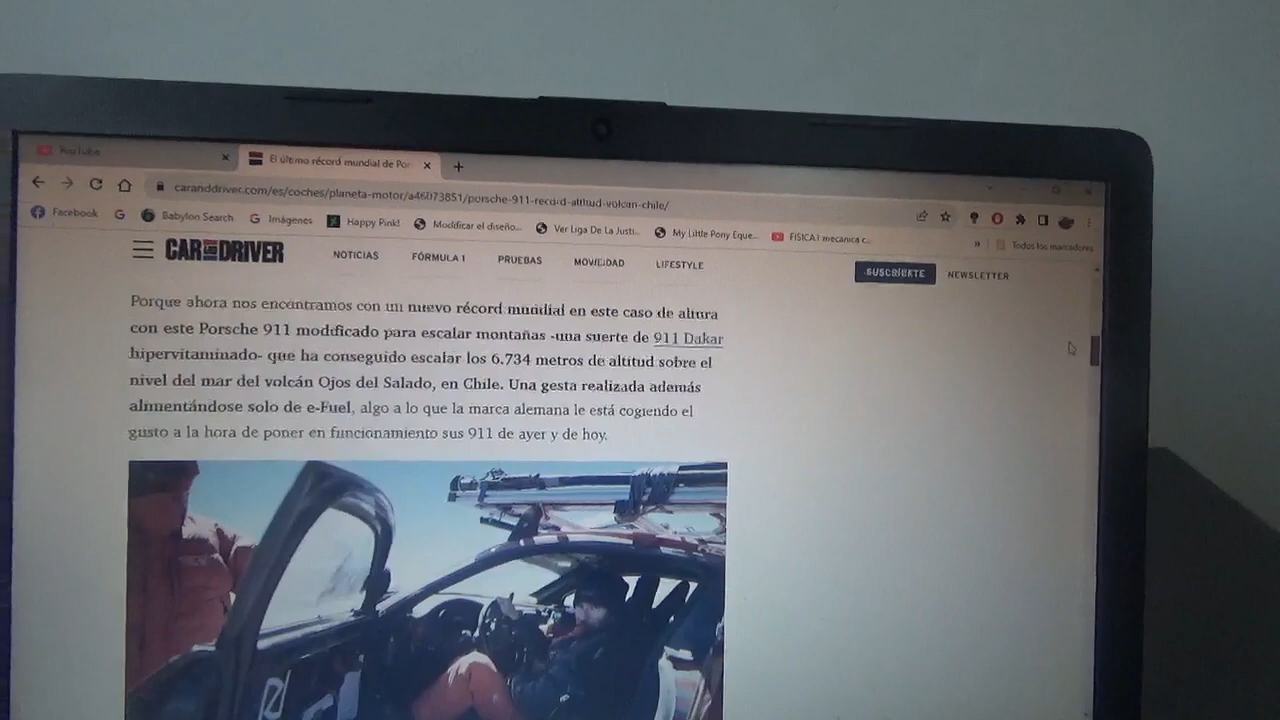 YouTube
El último récord mundial de Por
caranddriver.com/es/coches/planeta-motor/a46073851/porsche-911-record-altitud-volcan-chile/
Facebook
Babylon Search
Imágenes
Happy Pink!
Modificar el diseño...
Ver Liga De La Justi...
My Little Pony Eque...
FISICA I mecánica c...
»
Todos los marcadores
CAR AND DRIVER
NOTICIAS
FÓRMULA 1
PRUEBAS
MOVILIDAD
LIFESTYLE
SUSCRÍBETE
NEWSLETTER
Porque ahora nos encontramos con un nuevo récord mundial en este caso de altura
con este Porsche 911 modificado para escalar montañas -una suerte de 911 Dakar
hipervitaminado- que ha conseguido escalar los 6.734 metros de altitud sobre el
nivel del mar del volcán Ojos del Salado, en Chile. Una gesta realizada además
alimentándose solo de e-Fuel, algo a lo que la marca alemana le está cogiendo el
gusto a la hora de poner en funcionamiento sus 911 de ayer y de hoy.